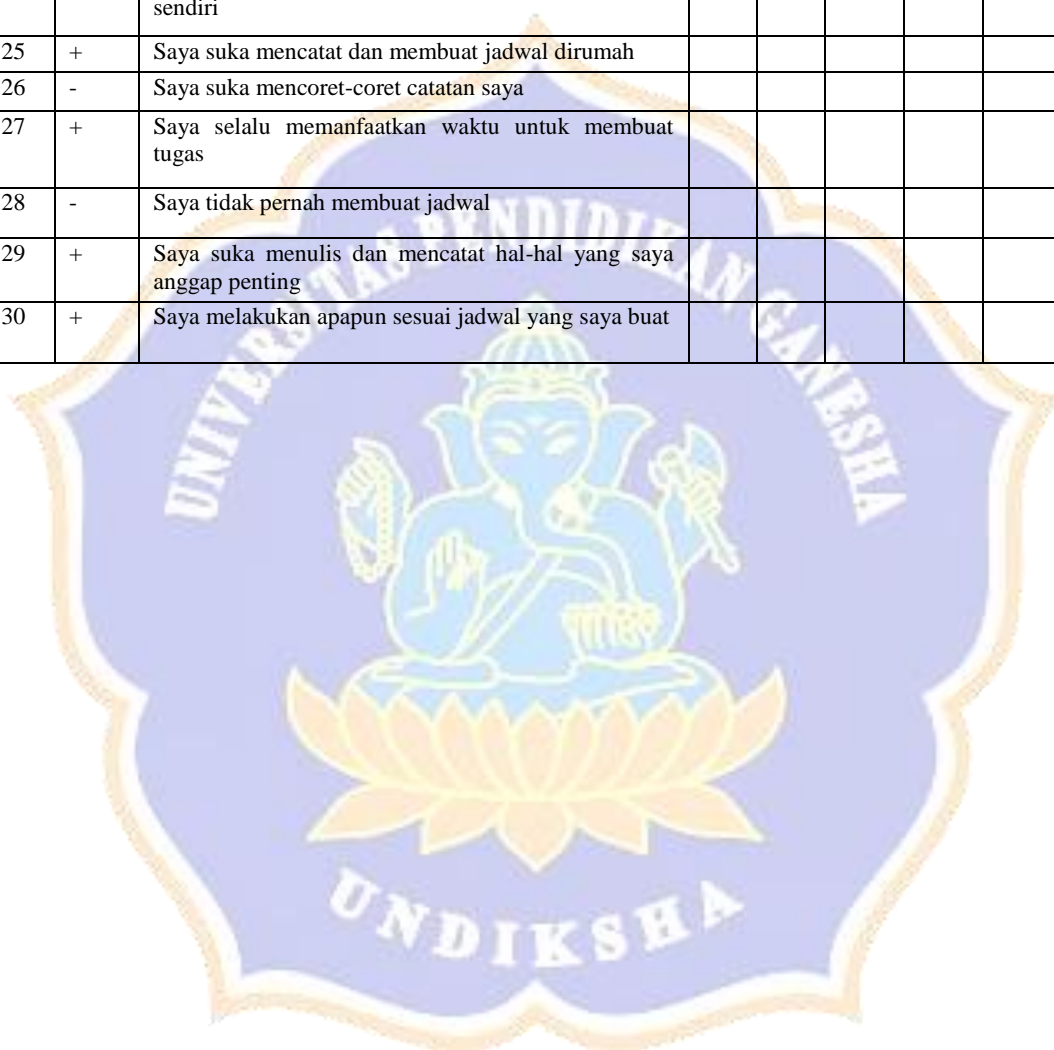 sendiri
25 + Saya suka mencatat dan membuat jadwal dirumah
26 - Saya suka mencoret-coret catatan saya
27 + Saya selalu memanfaatkan waktu untuk membuat
tugas
28 - Saya tidak pernah membuat jadwal
29 + Saya suka menulis dan mencatat hal-hal yang saya
anggap penting
30 + Saya melakukan apapun sesuai jadwal yang saya buat
UNIVERSITAS PENDIDIKAN GANESHA
UNDIKSHA